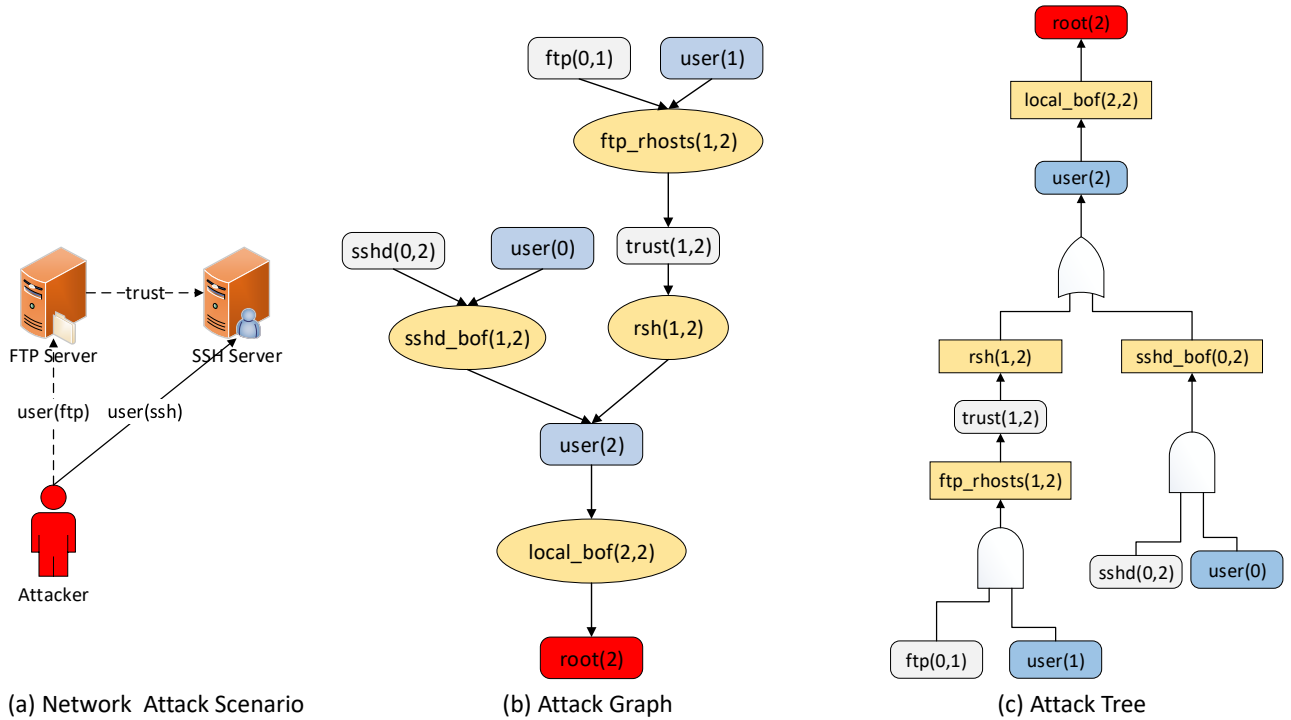 trust
FTP Server
SSH Server
user(ftp)
user(ssh)
Attacker
(a) Network Attack Scenario
ftp(0,1)
user(1)
ftp_rhosts(1,2)
sshd(0,2)
user(0)
trust(1,2)
sshd_bof(1,2)
rsh(1,2)
user(2)
local_bof(2,2)
root(2)
(b) Attack Graph
root(2)
local_bof(2,2)
user(2)
rsh(1,2)
sshd_bof(0,2)
trust(1,2)
ftp_rhosts(1,2)
sshd(0,2)
user(0)
ftp(0,1)
user(1)
(c) Attack Tree